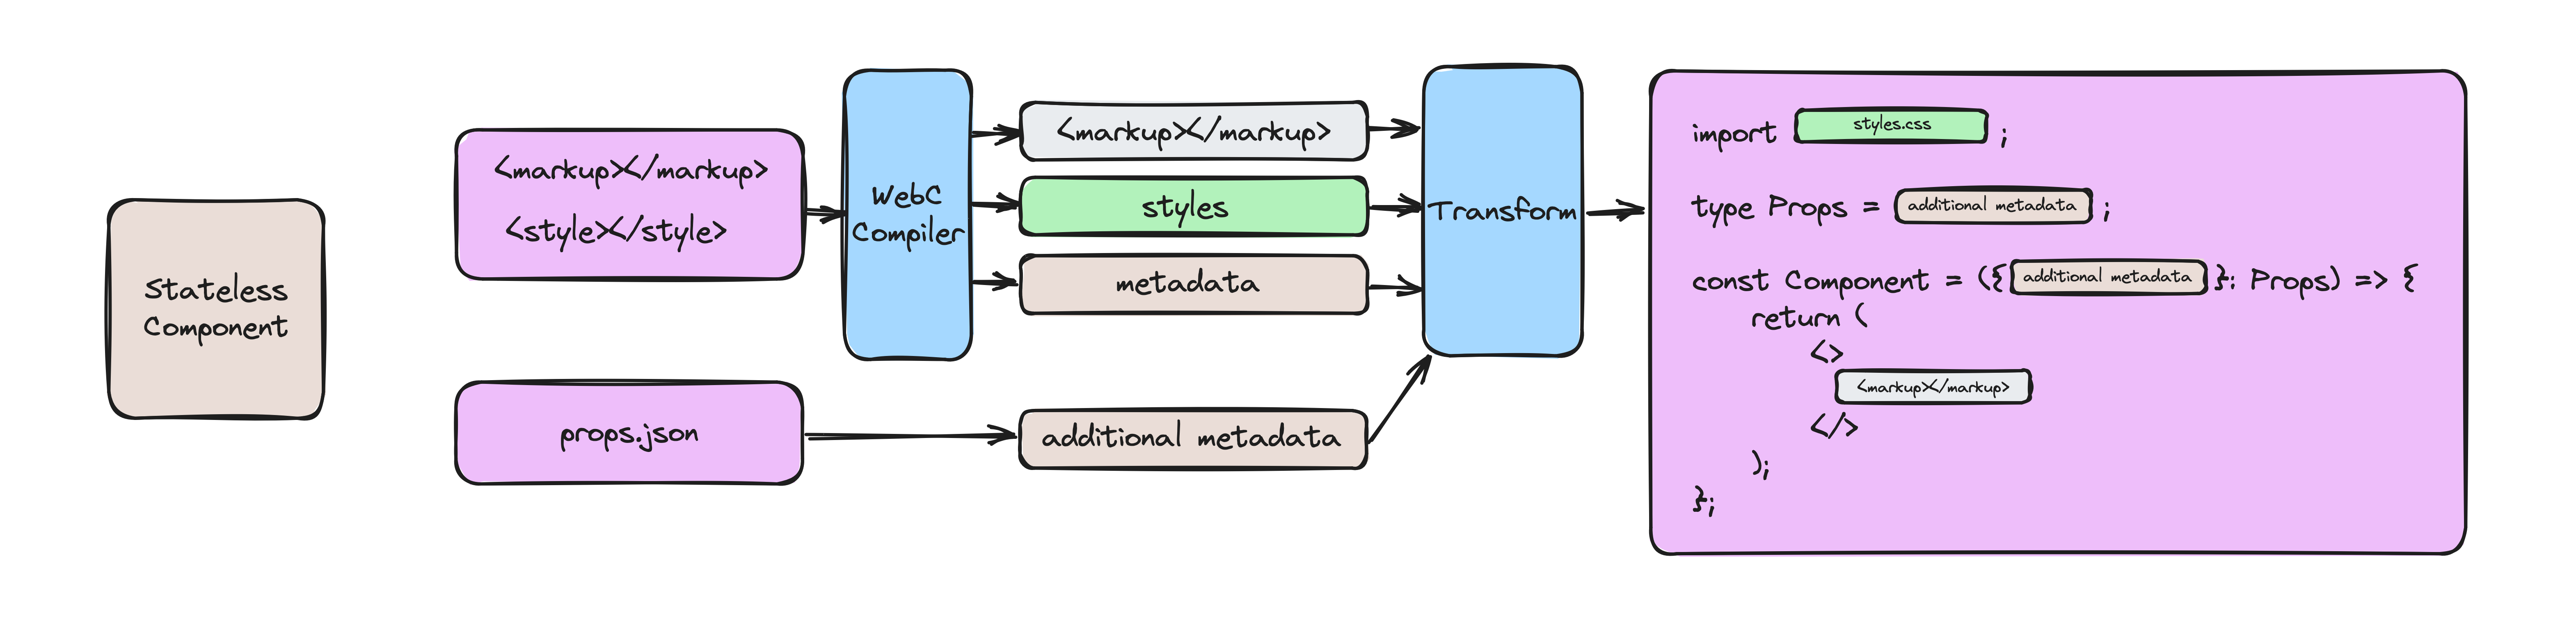 Stateless
Component
<markup></markup>
<style></style>
props.json
WebC
Compiler
<markup></markup>
styles
metadata
additional metadata
Transform
import styles.css ;
type Props = additional metadata ;
const Component = ({ additional metadata }: Props) => {
return (
<>
<markup></markup>
</>
);
};